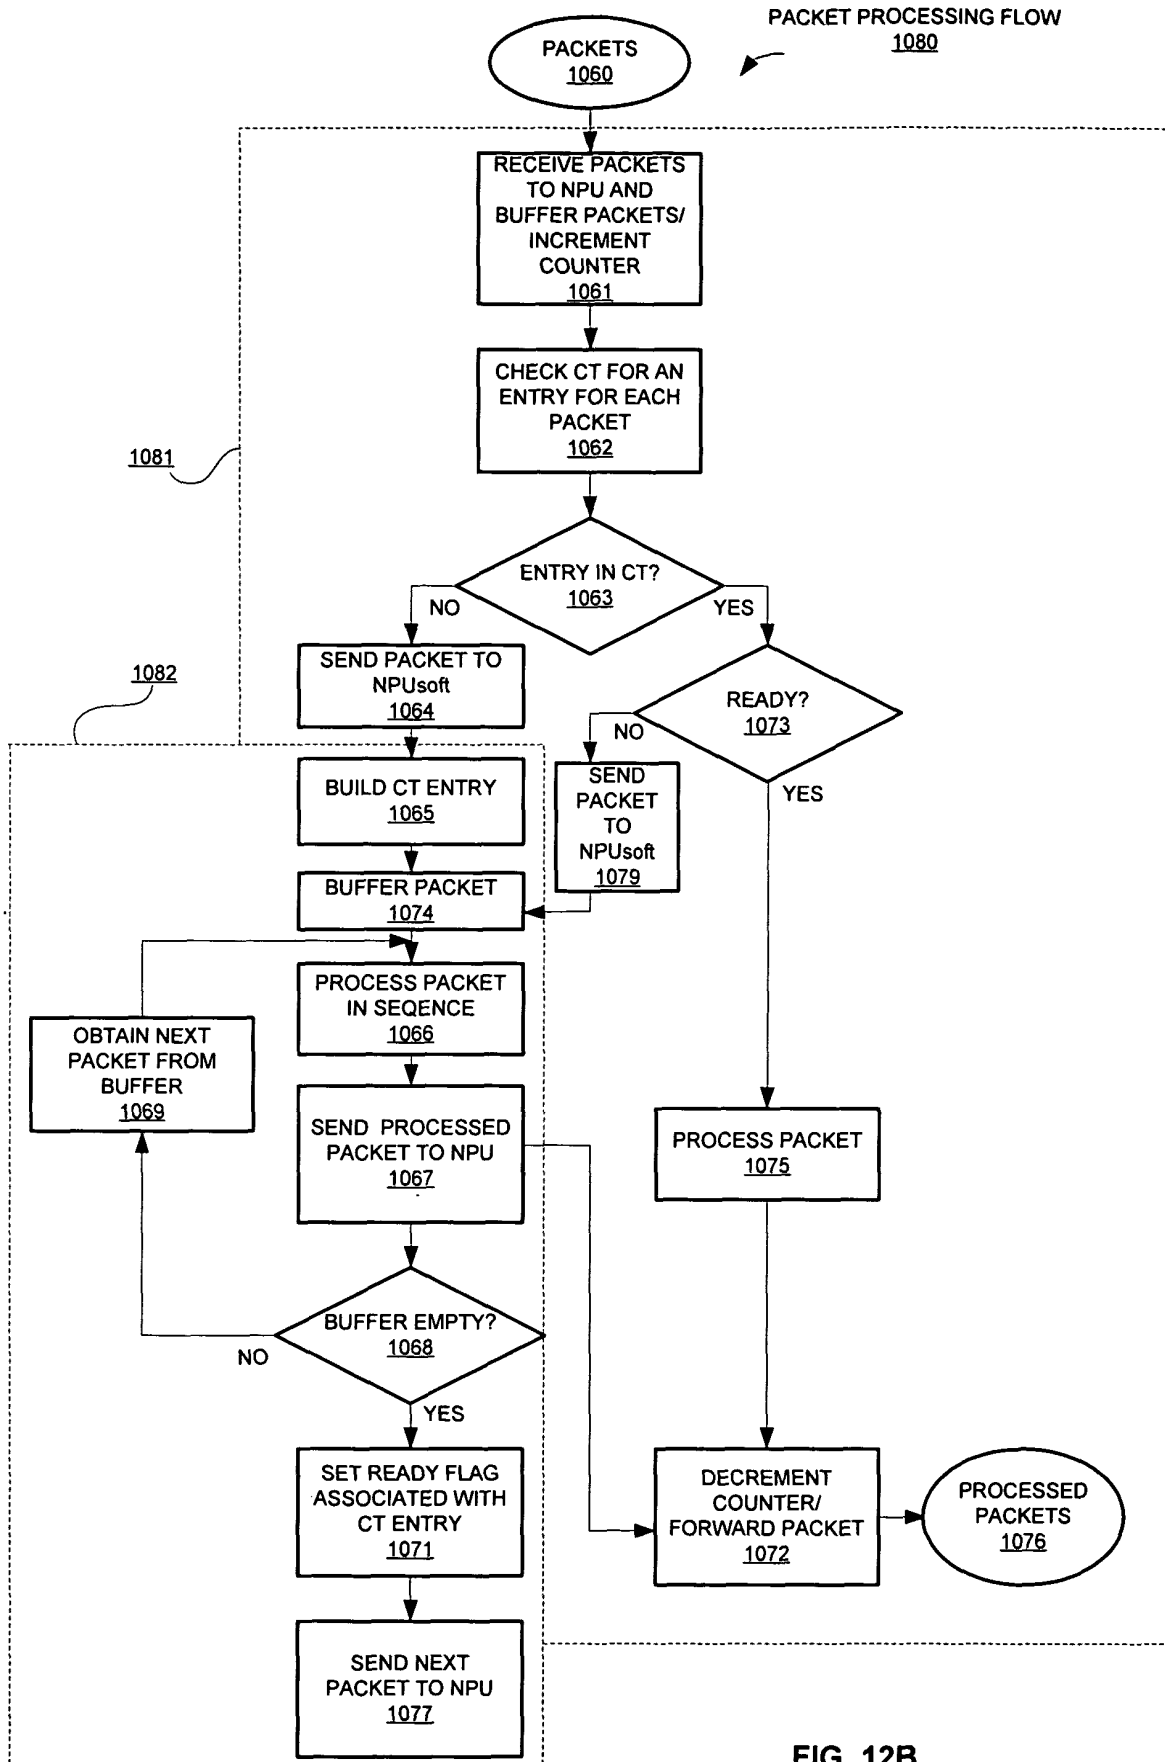 PACKET PROCESSING FLOW
1080
PACKETS
1060
RECEIVE PACKETS
TO NPU AND
BUFFER PACKETS/
INCREMENT
COUNTER
1061
CHECK CT FOR AN
ENTRY FOR EACH
PACKET
1062
1081
ENTRY IN CT?
1063
NO
YES
SEND PACKET TO
NPUsoft
1064
1082
READY?
1073
NO
YES
BUILD CT ENTRY
1065
SEND
PACKET
TO
NPUsoft
1079
BUFFER PACKET
1074
PROCESS PACKET
IN SEQENCE
1066
OBTAIN NEXT
PACKET FROM
BUFFER
1069
SEND PROCESSED
PACKET TO NPU
1067
PROCESS PACKET
1075
BUFFER EMPTY?
1068
NO
YES
SET READY FLAG
ASSOCIATED WITH
CT ENTRY
1071
DECREMENT
COUNTER/
FORWARD PACKET
1072
PROCESSED
PACKETS
1076
SEND NEXT
PACKET TO NPU
1077
FIG. 12B